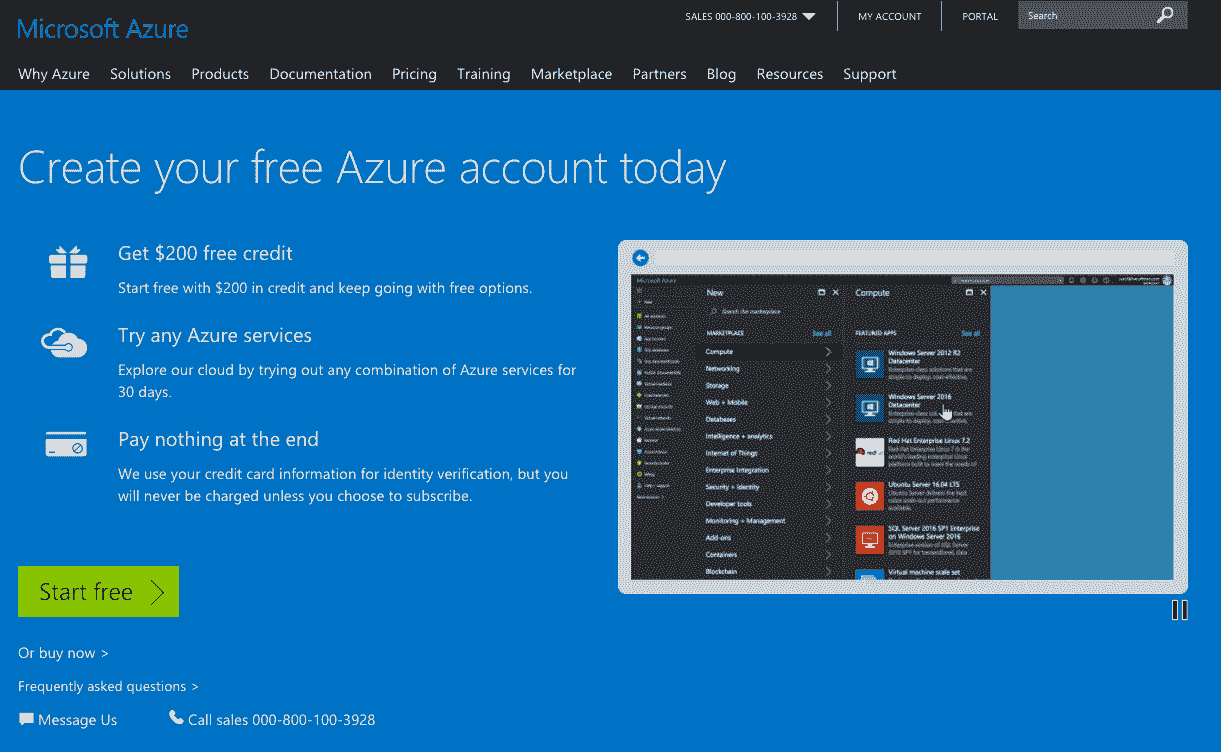 Microsoft Azure
SALES 000-800-100-3928
MY ACCOUNT
PORTAL
Search
Why Azure Solutions Products Documentation Pricing Training Marketplace Partners Blog Resources Support
Create your free Azure account today
Get $200 free credit
Start free with $200 in credit and keep going with free options.
Try any Azure services
Explore our cloud by trying out any combination of Azure services for
30 days.
Pay nothing at the end
We use your credit card information for identity verification, but you
will never be charged unless you choose to subscribe.
Start free
Or buy now >
Frequently asked questions >
Message Us
Call sales 000-800-100-3928
Microsoft Azure
New
Search the marketplace
MARKETPLACE See all
Compute
Networking
Storage
Web + Mobile
Databases
Intelligence + analytics
Internet of Things
Enterprise Integration
Security + Identity
Developer tools
Monitoring + Management
Add-ons
Containers
Blockchain
Compute
FEATURED APPS See all
Windows Server 2012 R2
Datacenter
Windows Server 2016
Datacenter
Red Hat Enterprise Linux 7.2
Ubuntu Server 16.04 LTS
SQL Server 2016 SP1 Enterprise
on Windows Server 2016
Virtual machine scale set